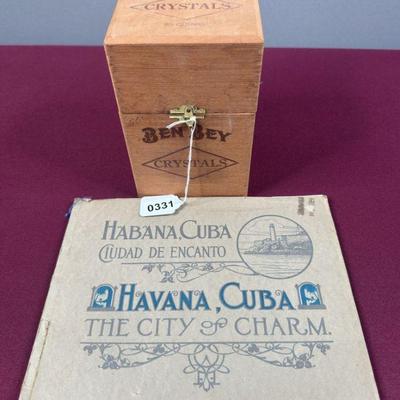 CRYSTALS
BEN BEY
CRYSTALS
0331
HABANA, CUBA
CIUDAD DE ENCANTO
HAVANA, CUBA
THE CITY OF CHARM.